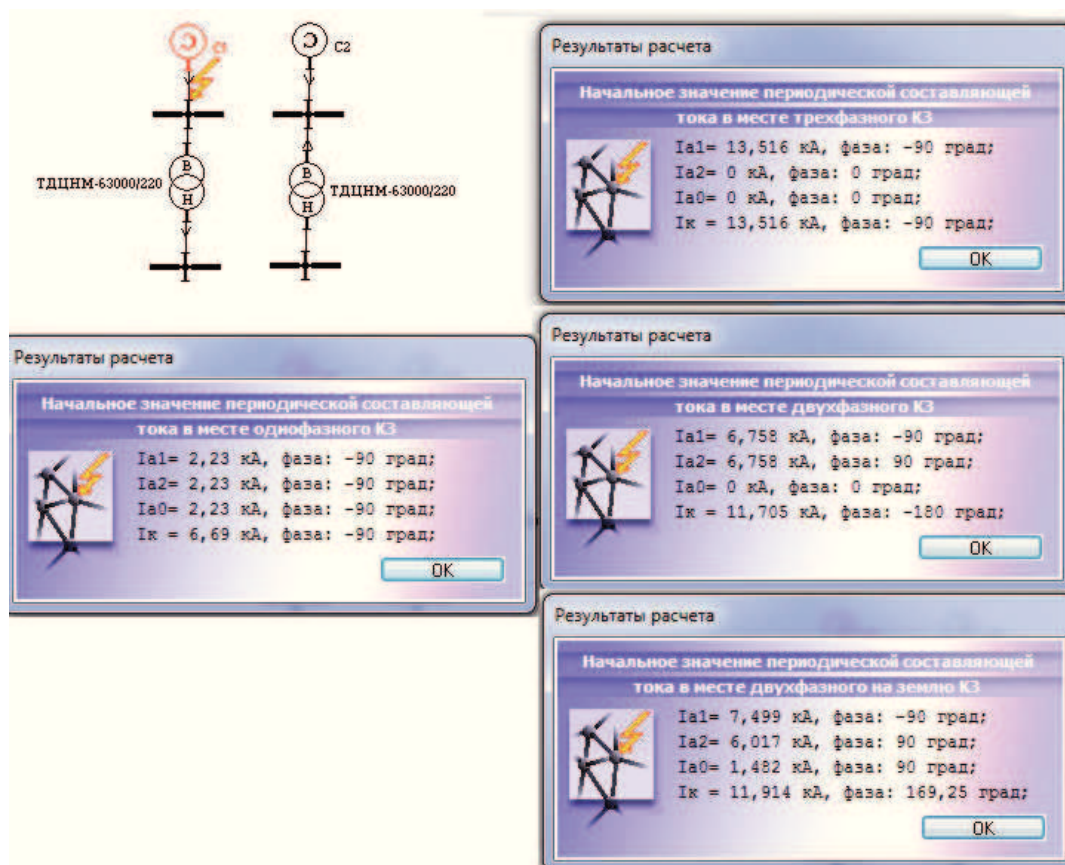 С1
С2
В
Н
ТДЦНМ-63000/220
В
Н
ТДЦНМ-63000/220
Результаты расчета
Начальное значение периодической составляющей
тока в месте трехфазного КЗ
Ia1= 13,516 кА, фаза: -90 град;
Ia2= 0 кА, фаза: 0 град;
Ia0= 0 кА, фаза: 0 град;
Iк = 13,516 кА, фаза: -90 град;
OK
Результаты расчета
Начальное значение периодической составляющей
тока в месте однофазного КЗ
Ia1= 2,23 кА, фаза: -90 град;
Ia2= 2,23 кА, фаза: -90 град;
Ia0= 2,23 кА, фаза: -90 град;
Iк = 6,69 кА, фаза: -90 град;
OK
Результаты расчета
Начальное значение периодической составляющей
тока в месте двухфазного КЗ
Ia1= 6,758 кА, фаза: -90 град;
Ia2= 6,758 кА, фаза: 90 град;
Ia0= 0 кА, фаза: 0 град;
Iк = 11,705 кА, фаза: -180 град;
OK
Результаты расчета
Начальное значение периодической составляющей
тока в месте двухфазного на землю КЗ
Ia1= 7,499 кА, фаза: -90 град;
Ia2= 6,017 кА, фаза: 90 град;
Ia0= 1,482 кА, фаза: 90 град;
Iк = 11,914 кА, фаза: 169,25 град;
OK